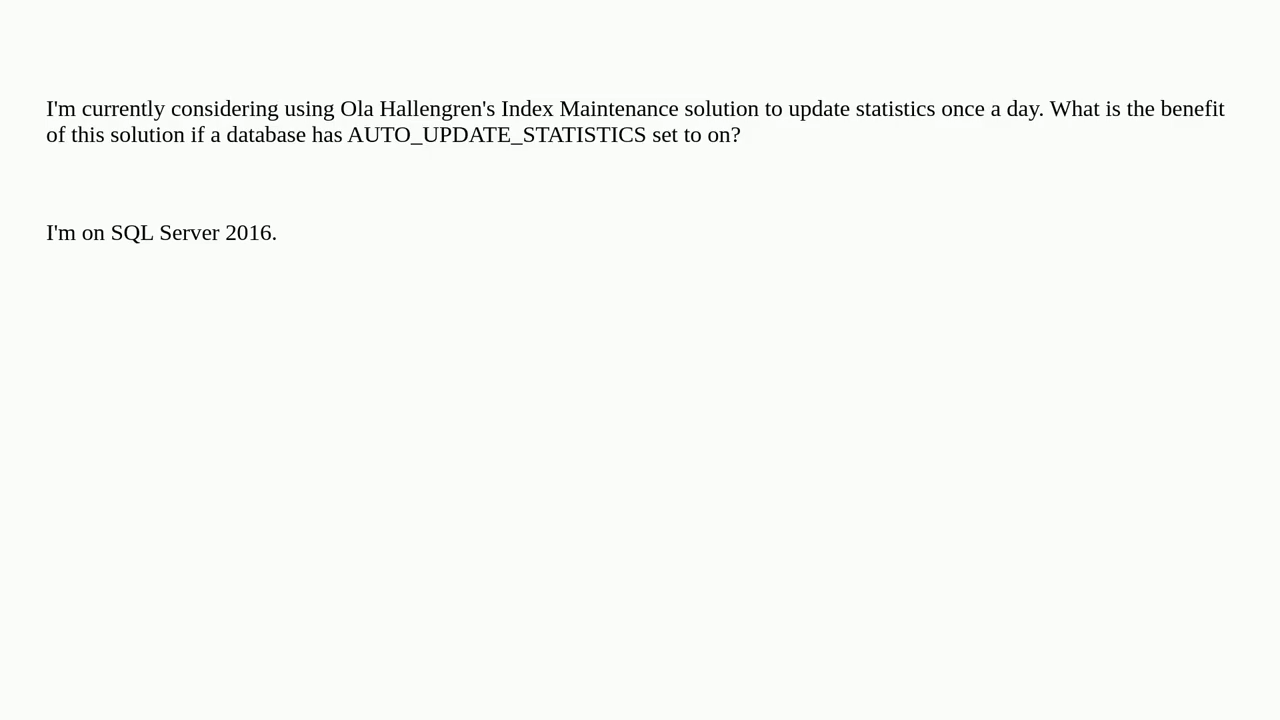 I'm currently considering using Ola Hallengren's Index Maintenance solution to update statistics once a day. What is the benefit
of this solution if a database has AUTO_UPDATE_STATISTICS set to on?
I'm on SQL Server 2016.